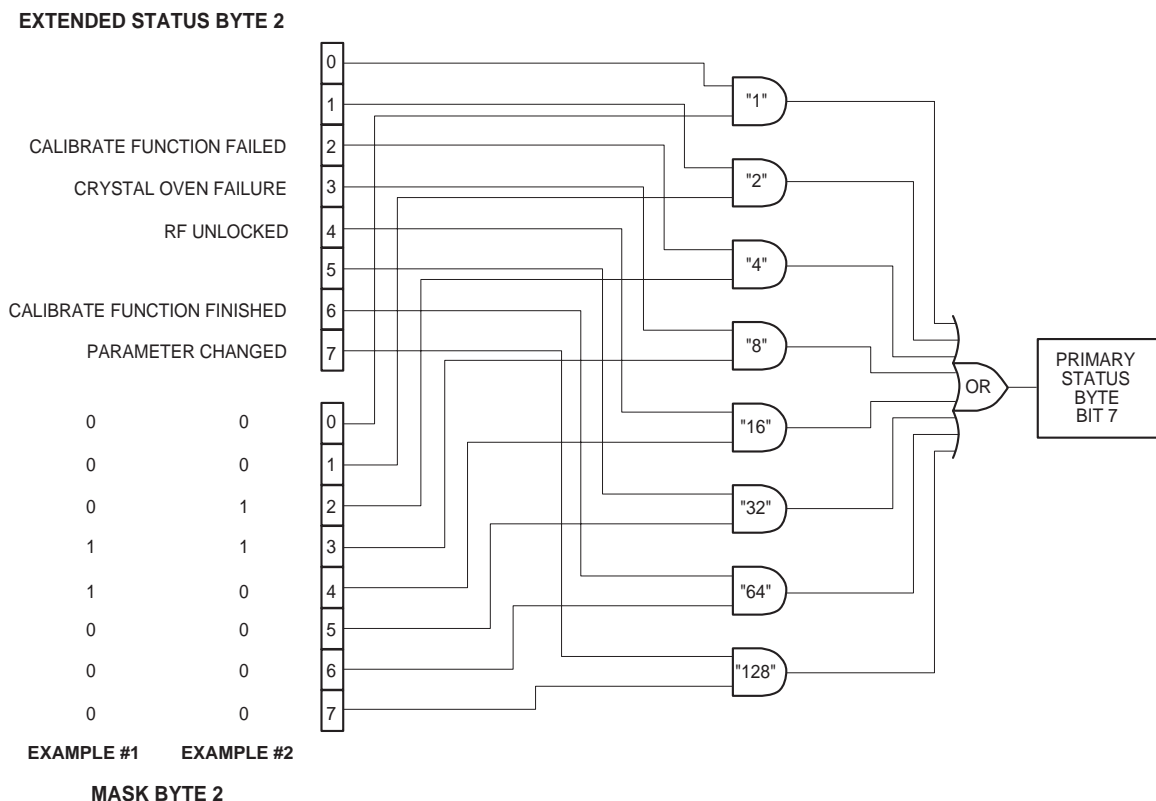 EXTENDED STATUS BYTE 2
0
1
CALIBRATE FUNCTION FAILED 2
CRYSTAL OVEN FAILURE 3
RF UNLOCKED 4
5
CALIBRATE FUNCTION FINISHED 6
PARAMETER CHANGED 7
0 0 0
0 0 1
0 1 2
1 1 3
1 0 4
0 0 5
0 0 6
0 0 7
EXAMPLE #1 EXAMPLE #2
MASK BYTE 2
"1"
"2"
"4"
"8"
"16"
"32"
"64"
"128"
OR
PRIMARY
STATUS
BYTE
BIT 7